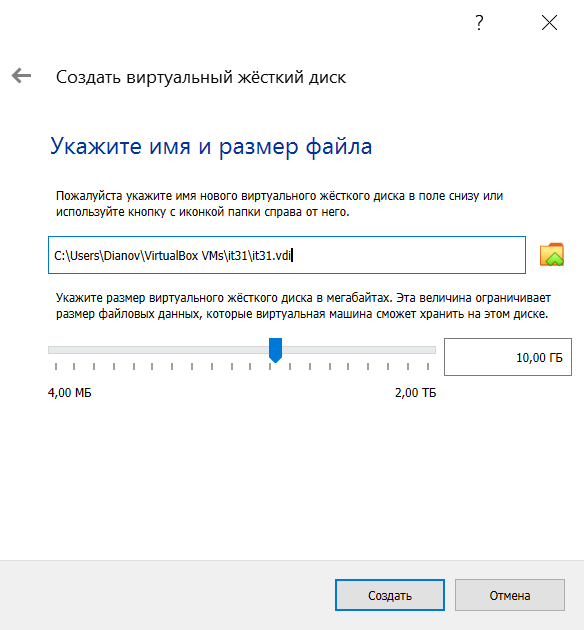 ?
Создать виртуальный жёсткий диск
Укажите имя и размер файла
Пожалуйста укажите имя нового виртуального жёсткого диска в поле снизу или
используйте кнопку с иконкой папки справа от него.
C:\Users\Dianov\VirtualBox VMs\it31\it31.vdi
Укажите размер виртуального жёсткого диска в мегабайтах. Эта величина ограничивает
размер файловых данных, которые виртуальная машина сможет хранить на этом диске.
10,00 ГБ
4,00 МБ 2,00 ТБ
Создать Отмена